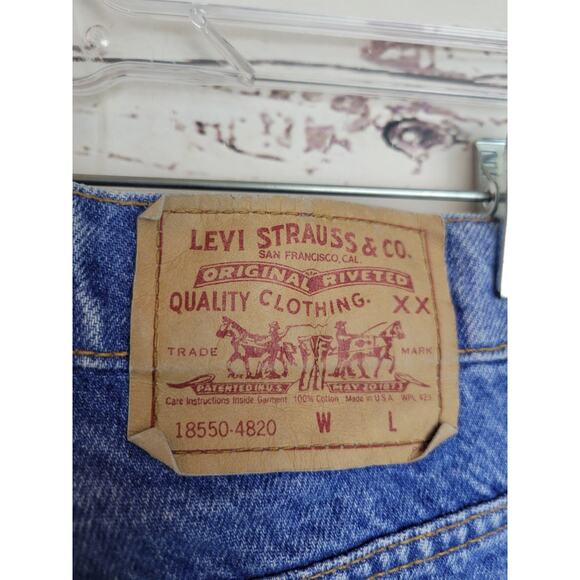 LEVI STRAUSS & CO.
SAN FRANCISCO, CAL.
ORIGINAL RIVETED
QUALITY CLOTHING. XX
TRADE MARK
PATENTED IN U.S. MAY 20 1873
Care Instructions Inside Garment 100% Cotton Made in U.S.A. WPL 423
18550-4820 W L